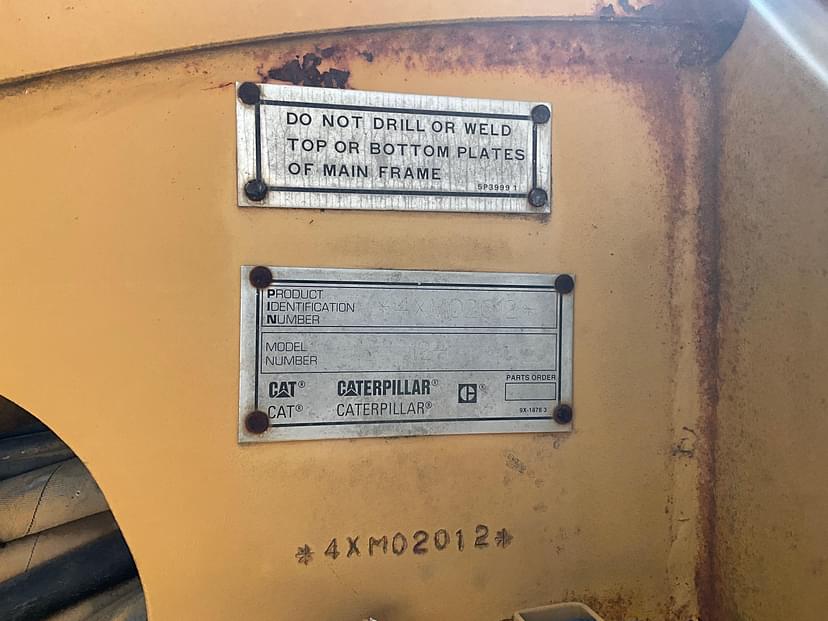 DO NOT DRILL OR WELD
TOP OR BOTTOM PLATES
OF MAIN FRAME
5P3999 1
PRODUCT
IDENTIFICATION
NUMBER
*4XM02012*
MODEL
NUMBER
PARTS ORDER
CAT® CATERPILLAR® C®
CAT® CATERPILLAR®
9X-1878 3
*4XM02012*